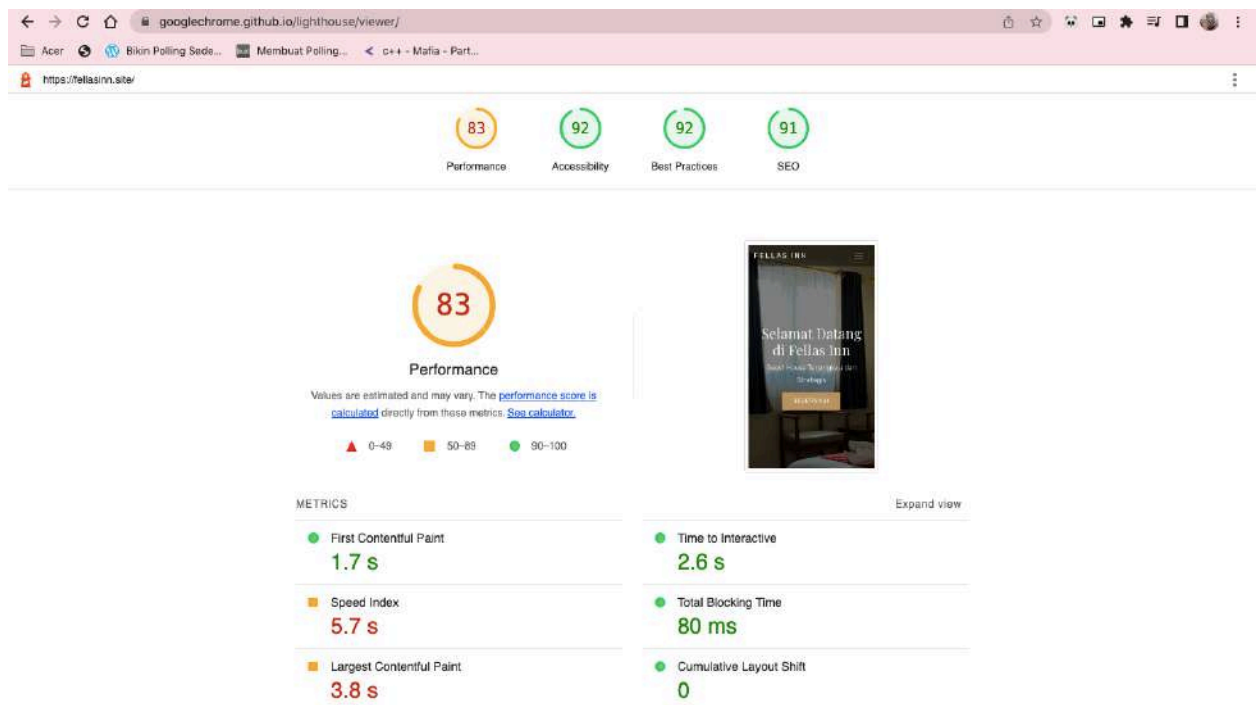 googlechrome.github.io/lighthouse/viewer/
Acer
Bikin Polling Sede...
Membuat Polling...
c++ - Mafia - Part...
https://fellasinn.site/
83
92
92
91
Performance
Accessibility
Best Practices
SEO
83
Performance
Values are estimated and may vary. The performance score is
calculated directly from these metrics. See calculator.
0–49
50–89
90–100
FELLAS INN
Selamat Datang
di Fellas Inn
METRICS
Expand view
First Contentful Paint
1.7 s
Time to Interactive
2.6 s
Speed Index
5.7 s
Total Blocking Time
80 ms
Largest Contentful Paint
3.8 s
Cumulative Layout Shift
0